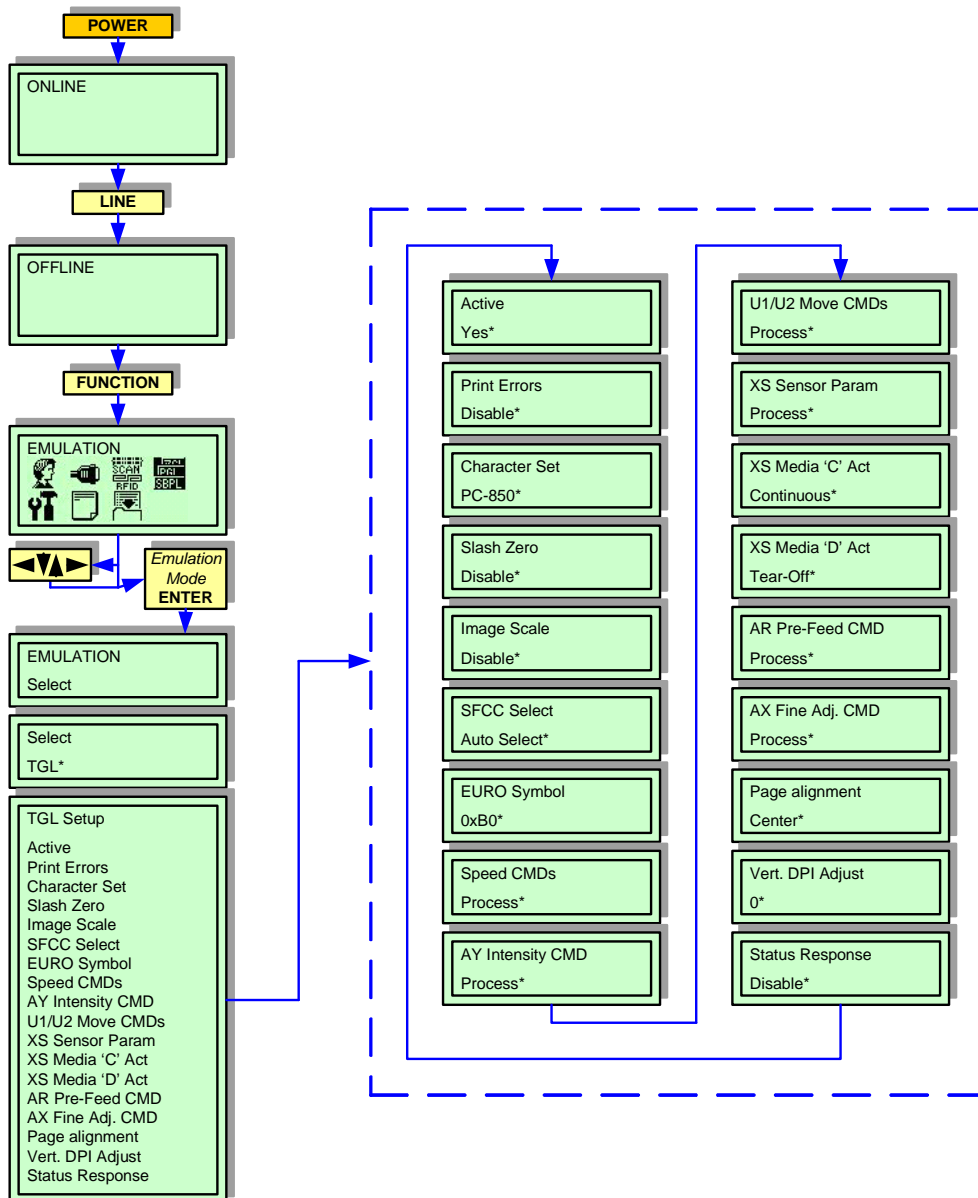 POWER
ONLINE
LINE
OFFLINE
FUNCTION
EMULATION
SCAN
RFID
PGL
SBPL
Emulation
Mode
ENTER
EMULATION
Select
Select
TGL*
TGL Setup
Active
Print Errors
Character Set
Slash Zero
Image Scale
SFCC Select
EURO Symbol
Speed CMDs
AY Intensity CMD
U1/U2 Move CMDs
XS Sensor Param
XS Media ‘C’ Act
XS Media ‘D’ Act
AR Pre-Feed CMD
AX Fine Adj. CMD
Page alignment
Vert. DPI Adjust
Status Response
Active
Yes*
Print Errors
Disable*
Character Set
PC-850*
Slash Zero
Disable*
Image Scale
Disable*
SFCC Select
Auto Select*
EURO Symbol
0xB0*
Speed CMDs
Process*
AY Intensity CMD
Process*
U1/U2 Move CMDs
Process*
XS Sensor Param
Process*
XS Media ‘C’ Act
Continuous*
XS Media ‘D’ Act
Tear-Off*
AR Pre-Feed CMD
Process*
AX Fine Adj. CMD
Process*
Page alignment
Center*
Vert. DPI Adjust
0*
Status Response
Disable*